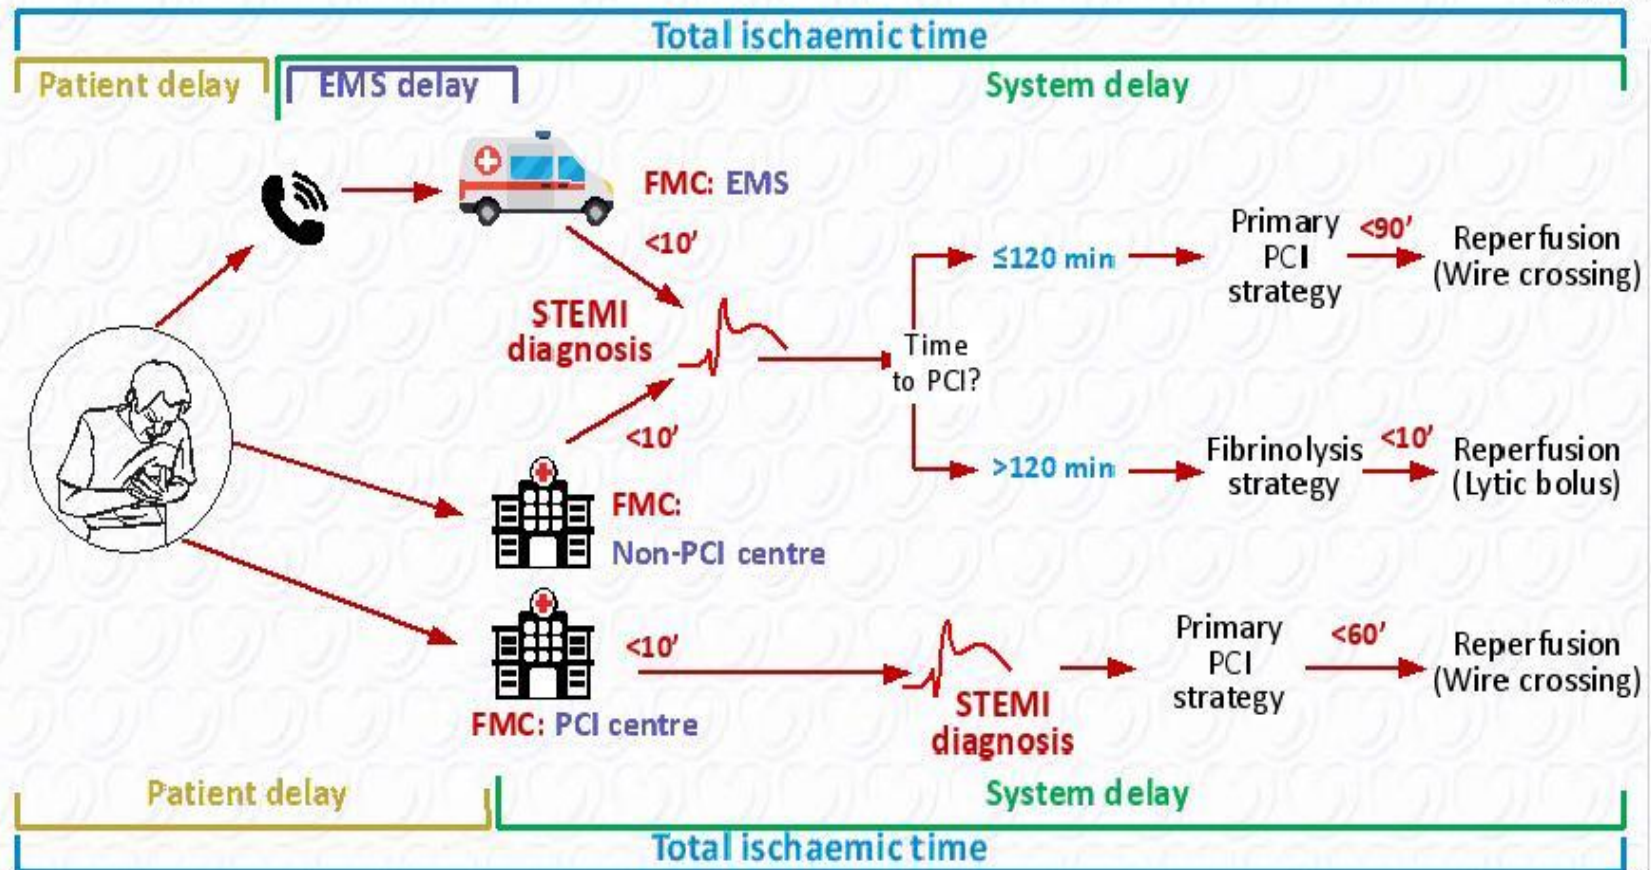 Total ischaemic time
Patient delay
EMS delay
System delay
FMC: EMS
<10’
STEMI
diagnosis
<10’
FMC:
Non-PCI centre
Time
to PCI?
≤120 min
Primary
PCI
strategy
<90’
Reperfusion
(Wire crossing)
>120 min
Fibrinolysis
strategy
<10’
Reperfusion
(Lytic bolus)
FMC: PCI centre
<10’
STEMI
diagnosis
Primary
PCI
strategy
<60’
Reperfusion
(Wire crossing)
Patient delay
System delay
Total ischaemic time